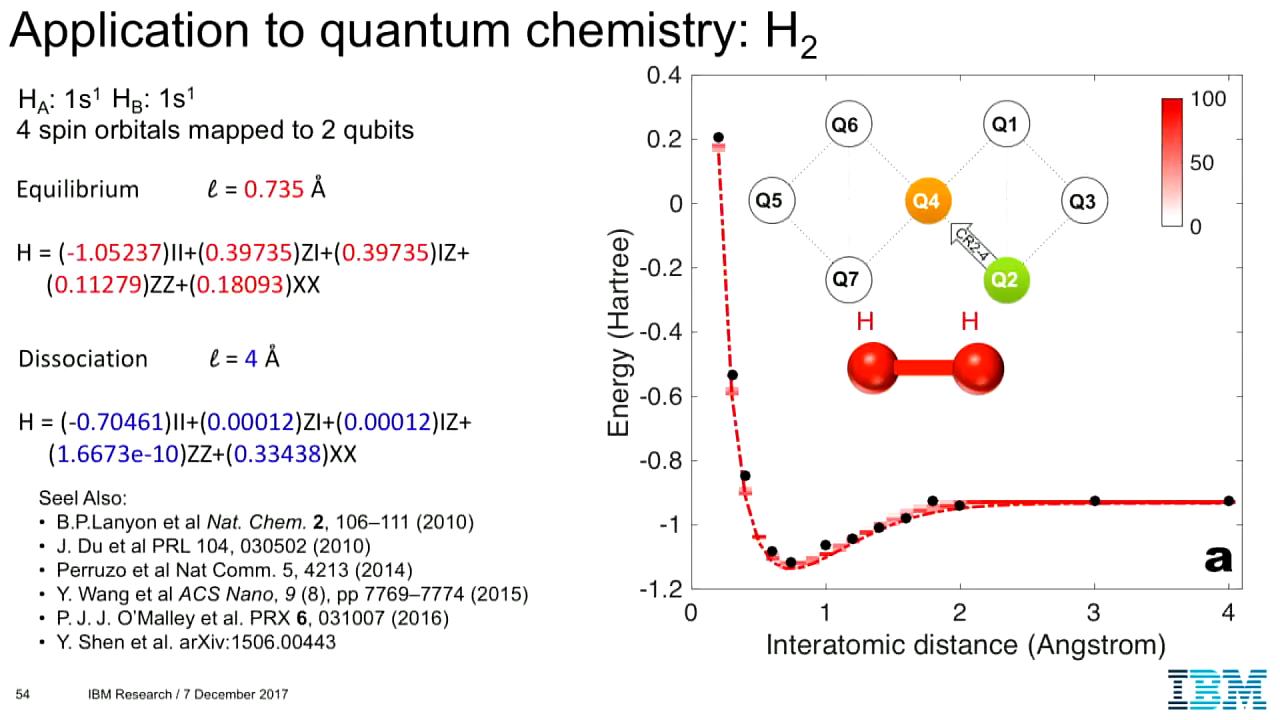 Application to quantum chemistry: H2
HA: 1s1 HB: 1s1
4 spin orbitals mapped to 2 qubits
Equilibrium ℓ = 0.735 Å
H = (-1.05237)II+(0.39735)ZI+(0.39735)IZ+
(0.11279)ZZ+(0.18093)XX
Dissociation ℓ = 4 Å
H = (-0.70461)II+(0.00012)ZI+(0.00012)IZ+
(1.6673e-10)ZZ+(0.33438)XX
Seel Also:
• B.P.Lanyon et al Nat. Chem. 2, 106–111 (2010)
• J. Du et al PRL 104, 030502 (2010)
• Perruzo et al Nat Comm. 5, 4213 (2014)
• Y. Wang et al ACS Nano, 9 (8), pp 7769–7774 (2015)
• P. J. J. O'Malley et al. PRX 6, 031007 (2016)
• Y. Shen et al. arXiv:1506.00443
54 IBM Research / 7 December 2017
Energy (Hartree)
0.4
0.2
0
-0.2
-0.4
-0.6
-0.8
-1
-1.2
Q6 Q1
Q5 Q4 Q3
CR2-4
Q7 Q2
H H
100
50
0
a
0 1 2 3 4
Interatomic distance (Angstrom)
IBM